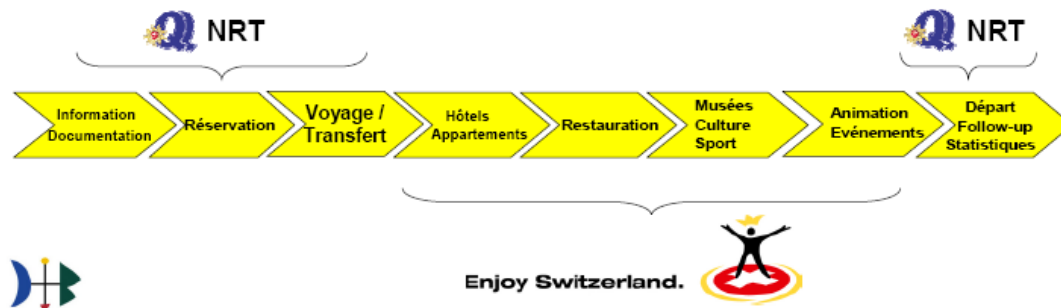 NRT
NRT
Information
Documentation
Réservation
Voyage /
Transfert
Hôtels
Appartements
Restauration
Musées
Culture
Sport
Animation
Evénements
Départ
Follow-up
Statistiques
Enjoy Switzerland.